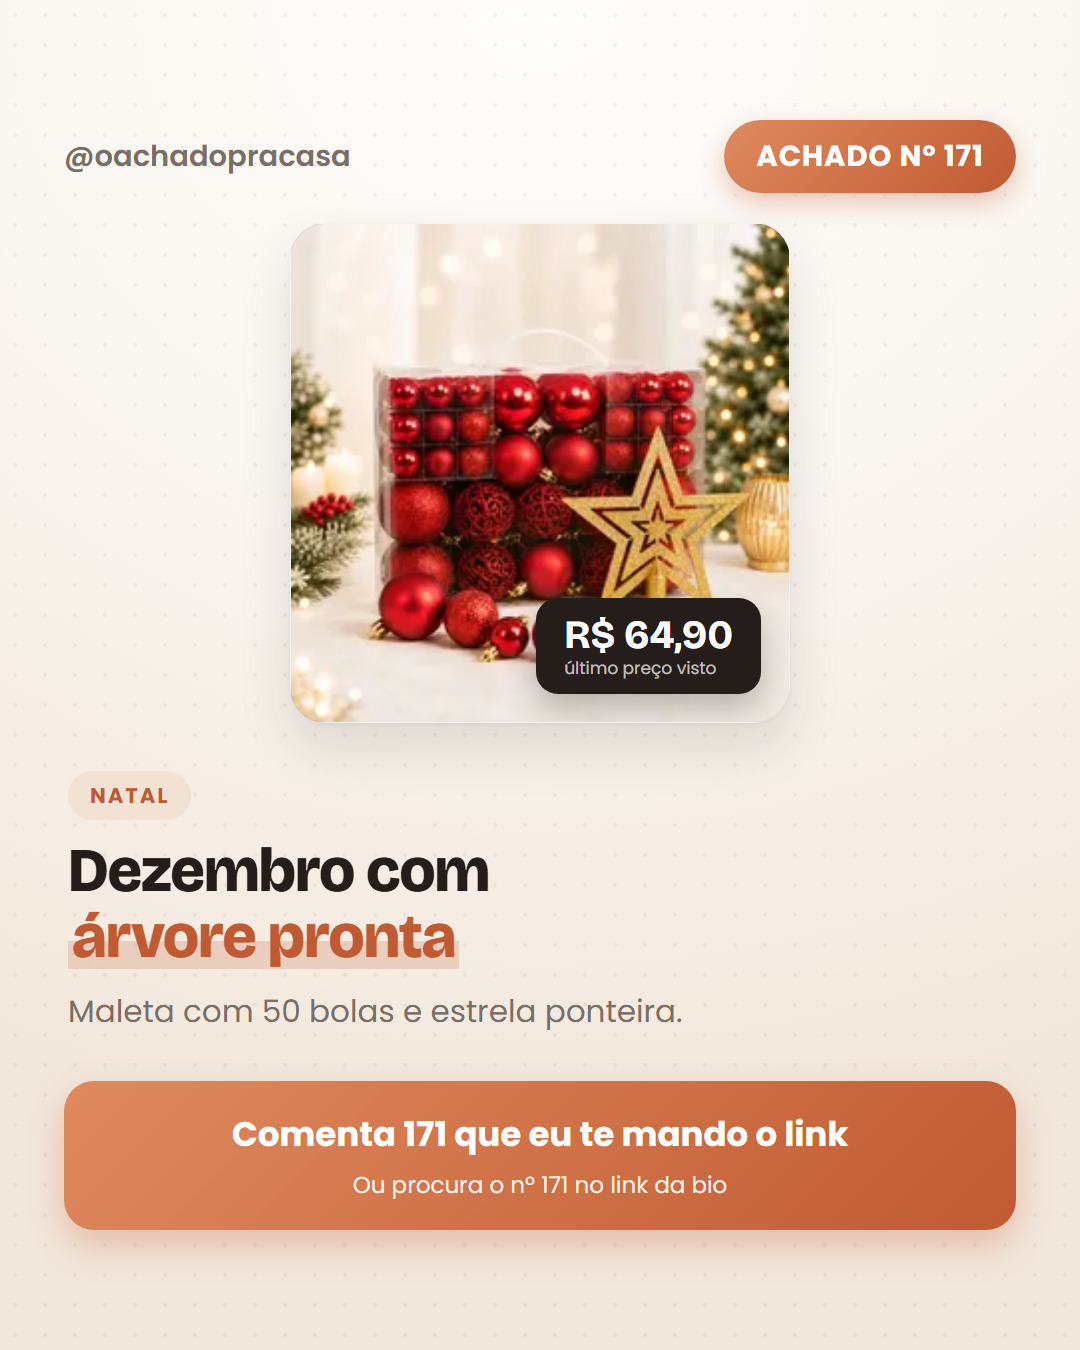 @oachadopracasa
ACHADO Nº 171
R$ 64,90
último preço visto
NATAL
Dezembro com
árvore pronta
Maleta com 50 bolas e estrela ponteira.
Comenta 171 que eu te mando o link
Ou procura o nº 171 no link da bio